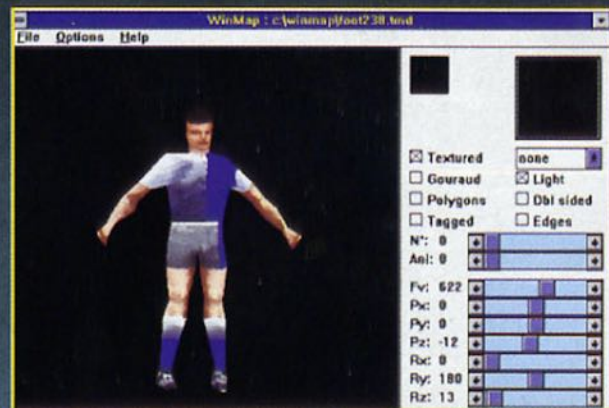 WinMap : c:\winmap\foot238.tmd
File Options Help
Textured
none
Gouraud
Light
Polygons
Dbl sided
Tagged
Edges
N°: 0
Ani: 0
Fv: 622
Px: 0
Py: 0
Pz: -12
Rx: 0
Ry: 180
Rz: 13